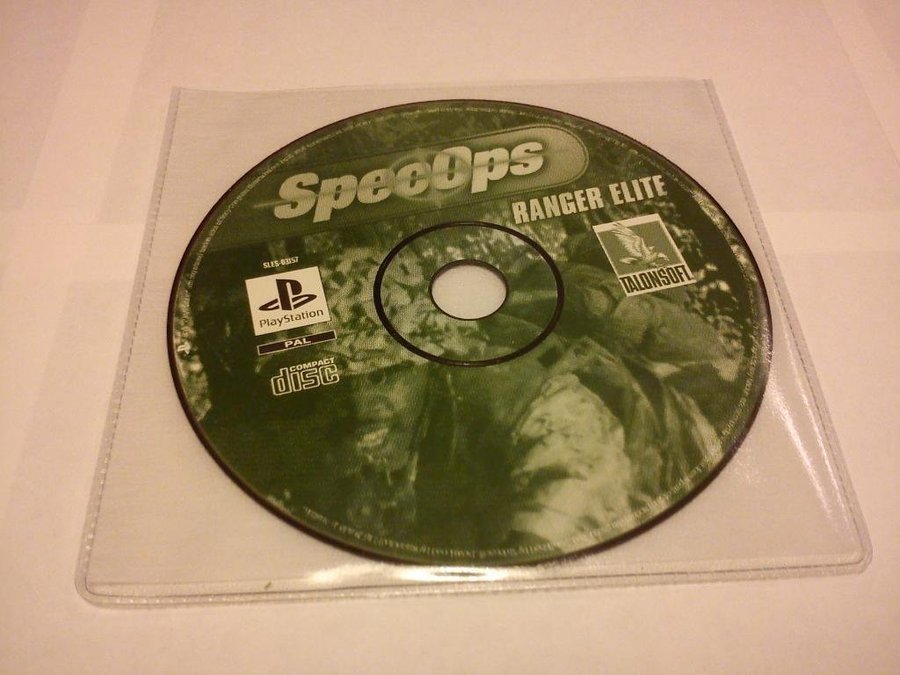 SpecOps
RANGER ELITE
SLES-03157
PlayStation
PAL
COMPACT
disc
TALONSOFT